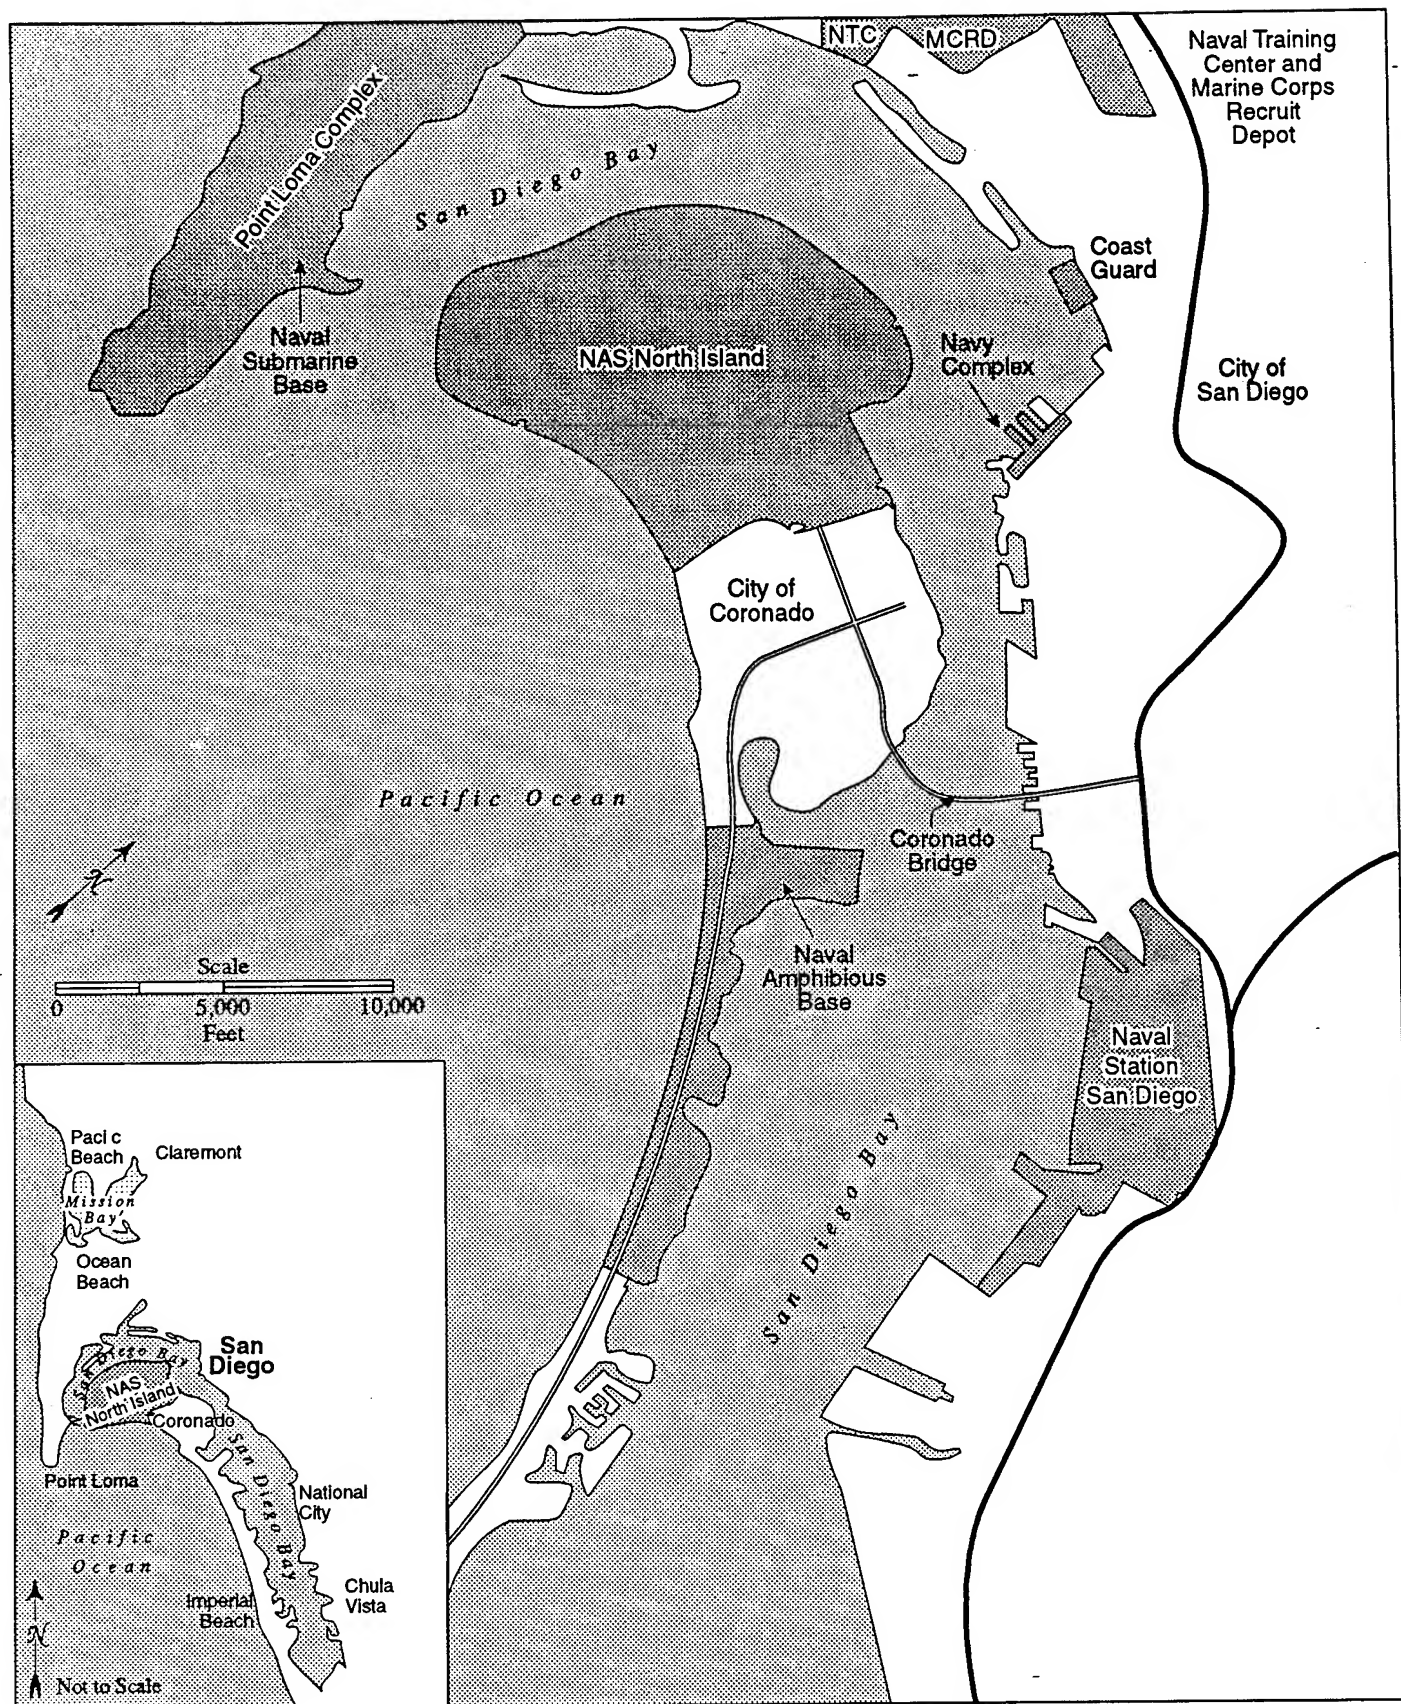 NTC
MCRD
Naval Training
Center and
Marine Corps
Recruit
Depot
Point Loma Complex
San Diego Bay
Coast
Guard
Naval
Submarine
Base
NAS North Island
Navy
Complex
City of
San Diego
City of
Coronado
Pacific Ocean
Coronado
Bridge
N
Naval
Amphibious
Base
Scale
0 5,000 10,000
Feet
Naval
Station
San Diego
San Diego Bay
Paci c
Beach
Claremont
Mission
Bay
Ocean
Beach
San
Diego
San Diego Bay
NAS
North Island
Coronado
San Diego Bay
Point Loma
National
City
Pacific
Ocean
Imperial
Beach
Chula
Vista
N
Not to Scale